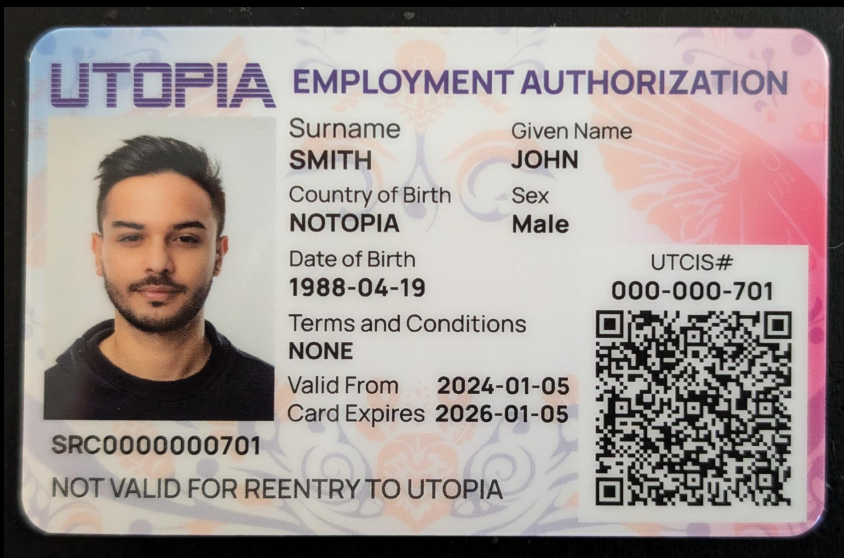 UTOPIA EMPLOYMENT AUTHORIZATION
Surname Given Name
SMITH JOHN
Country of Birth Sex
NOTOPIA Male
Date of Birth
1988-04-19
Terms and Conditions
NONE
Valid From 2024-01-05
Card Expires 2026-01-05
UTCIS#
000-000-701
SRC0000000701
NOT VALID FOR REENTRY TO UTOPIA